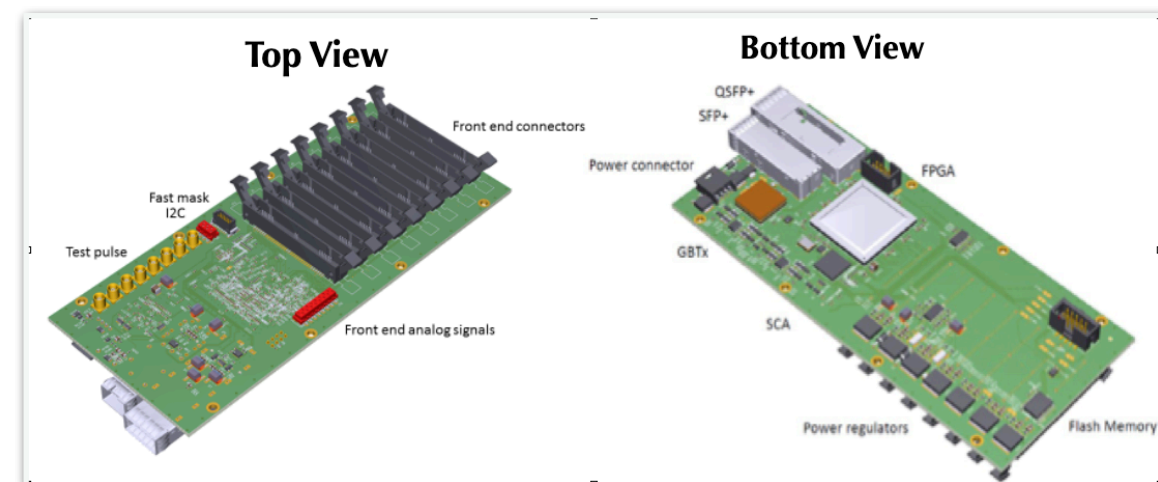 Top View
Bottom View
Front end connectors
Fast mask
I2C
Test pulse
Front end analog signals
QSFP+
SFP+
Power connector
FPGA
GBTx
SCA
Power regulators
Flash Memory